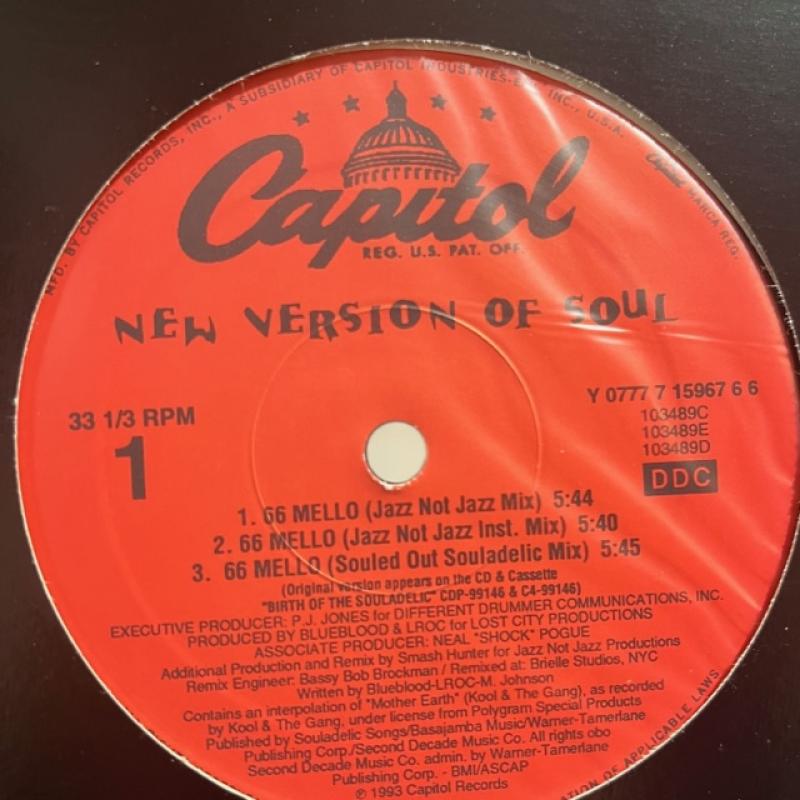 MFD. BY CAPITOL RECORDS, INC., A SUBSIDIARY OF CAPITOL INDUSTRIES-E INC., U.S.A.
Capitol MARCA REG.
Capitol
REG. U.S. PAT. OFF.
NEW VERSION OF SOUL
33 1/3 RPM
1
Y 0777 7 15967 6 6
103489C
103489E
103489D
DDC
1. 66 MELLO (Jazz Not Jazz Mix) 5:44
2. 66 MELLO (Jazz Not Jazz Inst. Mix) 5:40
3. 66 MELLO (Souled Out Souladelic Mix) 5:45
(Original version appears on the CD & Cassette
"BIRTH OF THE SOULADELIC" CDP-99146 & C4-99146)
EXECUTIVE PRODUCER: P.J. JONES for DIFFERENT DRUMMER COMMUNICATIONS, INC.
PRODUCED BY BLUEBLOOD & LROC for LOST CITY PRODUCTIONS
ASSOCIATE PRODUCER: NEAL "SHOCK" POGUE
Additional Production and Remix by Smash Hunter for Jazz Not Jazz Productions
Remix Engineer: Bassy Bob Brockman / Remixed at: Brielle Studios, NYC
Written by Blueblood-LROC-M. Johnson
Contains an interpolation of "Mother Earth" (Kool & The Gang), as recorded
by Kool & The Gang, under license from Polygram Special Products
Published by Souladelic Songs/Basajamba Music/Warner-Tamerlane
Publishing Corp./Second Decade Music Co. All rights obo
Second Decade Music Co. admin. by Warner-Tamerlane
Publishing Corp. - BMI/ASCAP
℗ 1993 Capitol Records
OF APPLICABLE LAWS